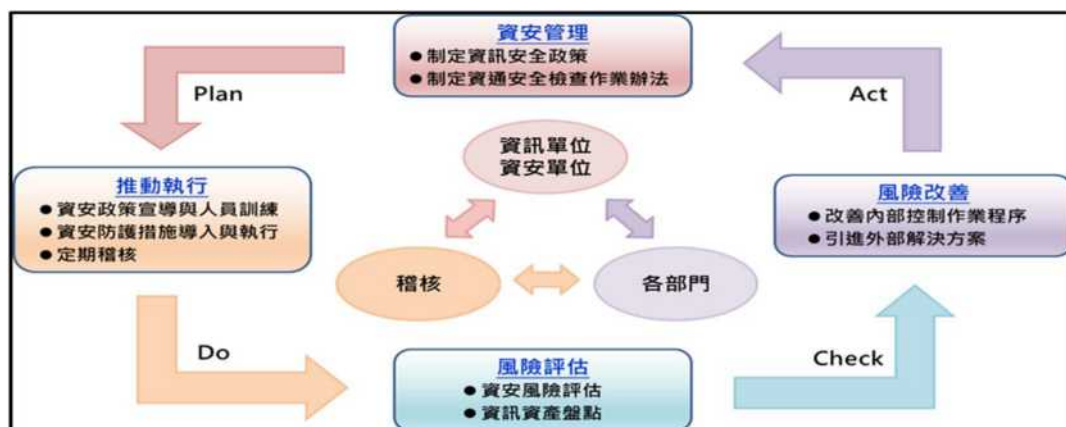 資安管理
● 制定資訊安全政策
● 制定資通安全檢查作業辦法
Plan
Act
資訊單位
資安單位
推動執行
● 資安政策宣導與人員訓練
● 資安防護措施導入與執行
● 定期稽核
風險改善
● 改善內部控制作業程序
● 引進外部解決方案
稽核
各部門
Do
Check
風險評估
● 資安風險評估
● 資訊資產盤點